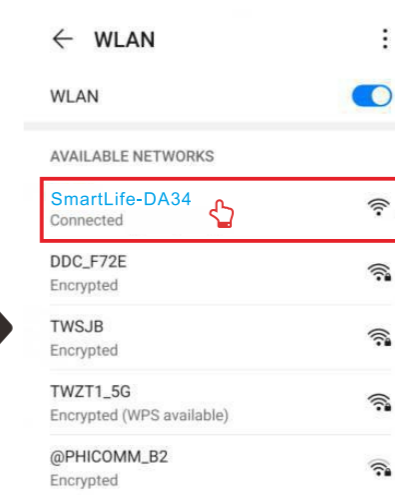 WLAN
WLAN
AVAILABLE NETWORKS
SmartLife-DA34
Connected
DDC_F72E
Encrypted
TWSJB
Encrypted
TWZT1_5G
Encrypted (WPS available)
@PHICOMM_B2
Encrypted